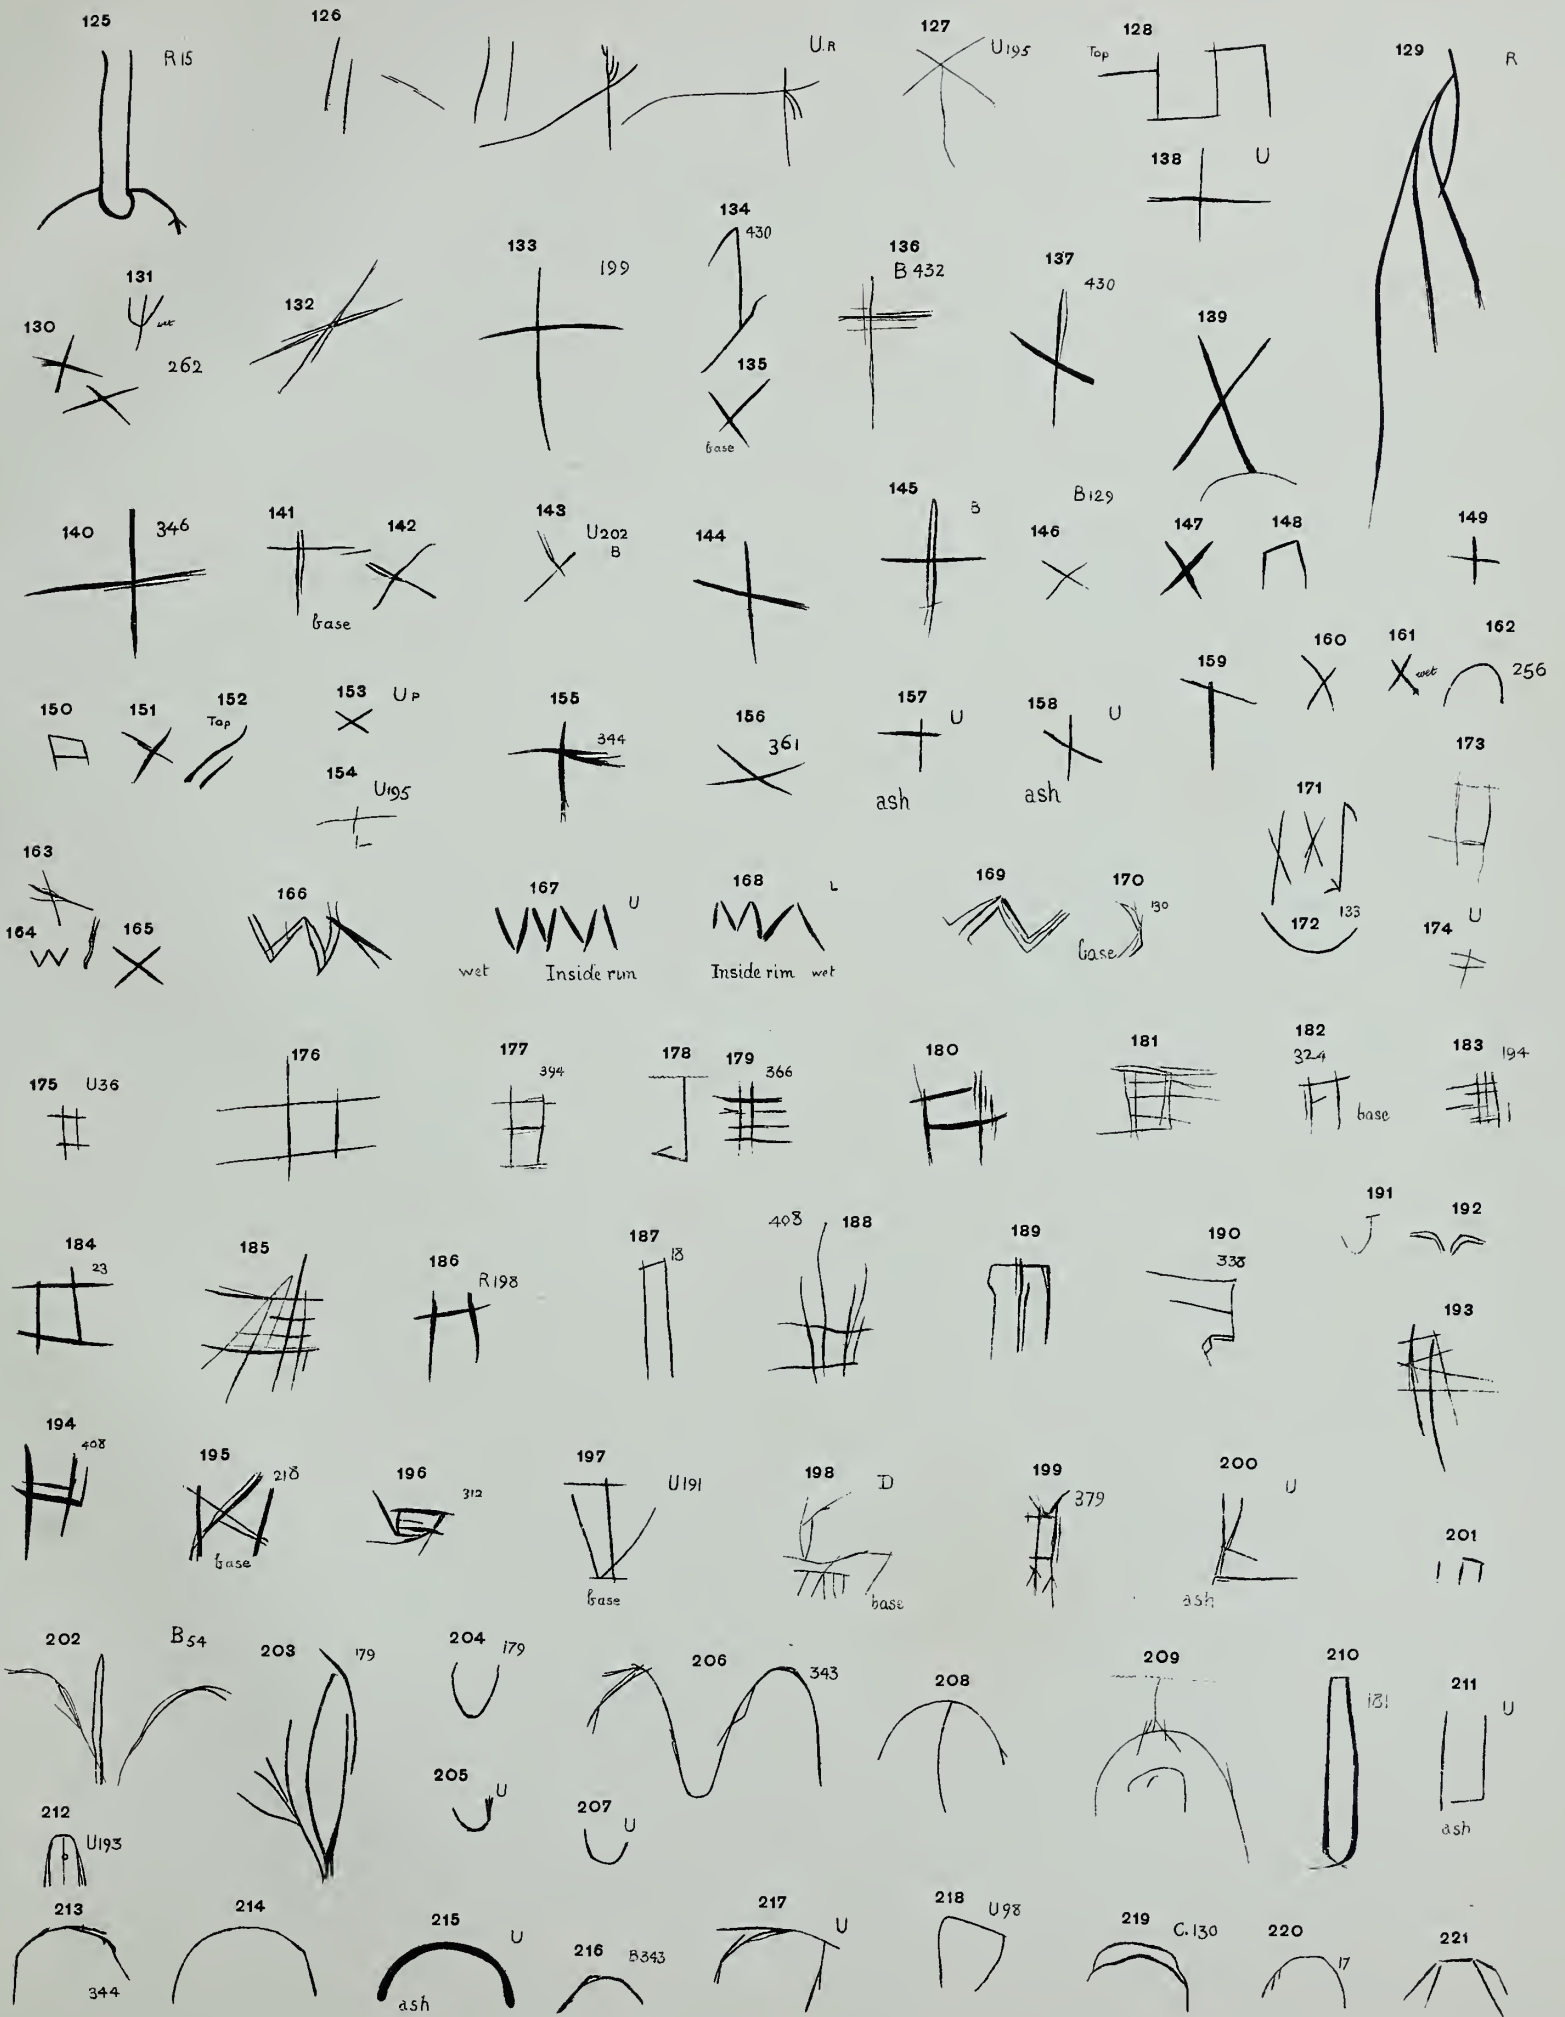 125 R15
126 U.R
127 U195
128 Top
129 R
138 U
131 wet
130 262
132
133 199
134 430
135 base
136 B 432
137 430
139
140 346
141 base
142
143 U202 B
144
145 B
146 B129
147
148
149
150
151
152 Top
153 UP
154 U195 L
155 344
156 361
157 U ash
158 U ash
159
160
161 wet
162 256
163
164
165
166
167 U wet Inside rim
168 L Inside rim wet
169
170 130 base
171
172 133
173
174 U
175 U36
176
177 394
178
179 366
180
181
182 324 base
183 194
184 23
185
186 R198
187 18
188 408
189
190 338
191
192
193
194 408
195 218 base
196 312
197 U191 base
198 D base
199 379
200 U ash
201
202 B54
203 179
204 179
205 U
206 343
207 U
208
209
210 181
211 U ash
212 U193
213 344
214
215 U ash
216 B343
217 U
218 U98
219 C.130
220 17
221